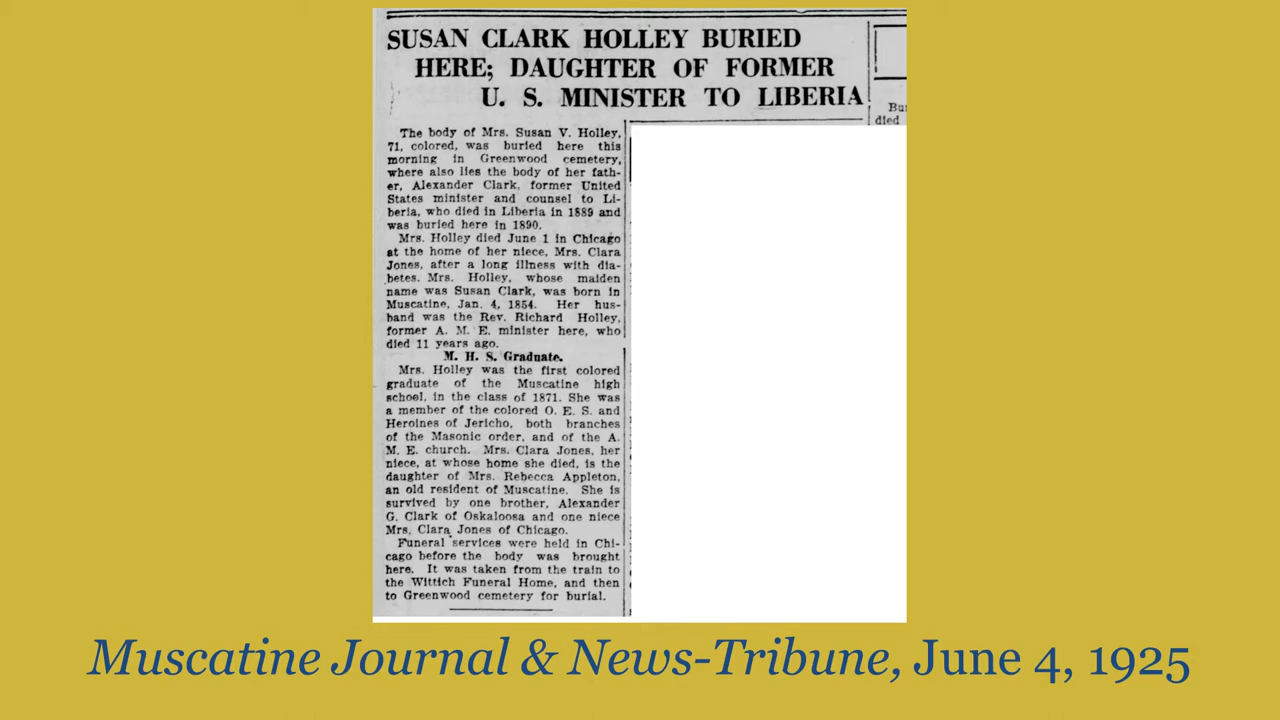 SUSAN CLARK HOLLEY BURIED
HERE; DAUGHTER OF FORMER
U. S. MINISTER TO LIBERIA
The body of Mrs. Susan V. Holley,
71, colored, was buried here this
morning in Greenwood cemetery,
where also lies the body of her fath-
er, Alexander Clark, former United
States minister and counsel to Li-
beria, who died in Liberia in 1889 and
was buried here in 1890.
Mrs. Holley died June 1 in Chicago
at the home of her niece, Mrs. Clara
Jones, after a long illness with dia-
betes. Mrs. Holley, whose maiden
name was Susan Clark, was born in
Muscatine, Jan. 4, 1854. Her hus-
band was the Rev. Richard Holley,
former A. M. E. minister here, who
died 11 years ago.
M. H. S. Graduate.
Mrs. Holley was the first colored
graduate of the Muscatine high
school, in the class of 1871. She was
a member of the colored O. E. S. and
Heroines of Jericho, both branches
of the Masonic order, and of the A.
M. E. church. Mrs. Clara Jones, her
niece, at whose home she died, is the
daughter of Mrs. Rebecca Appleton,
an old resident of Muscatine. She is
survived by one brother, Alexander
G. Clark of Oskaloosa and one niece
Mrs. Clara Jones of Chicago.
Funeral services were held in Chi-
cago before the body was brought
here. It was taken from the train to
the Wittich Funeral Home, and then
to Greenwood cemetery for burial.
died
Muscatine Journal & News-Tribune, June 4, 1925